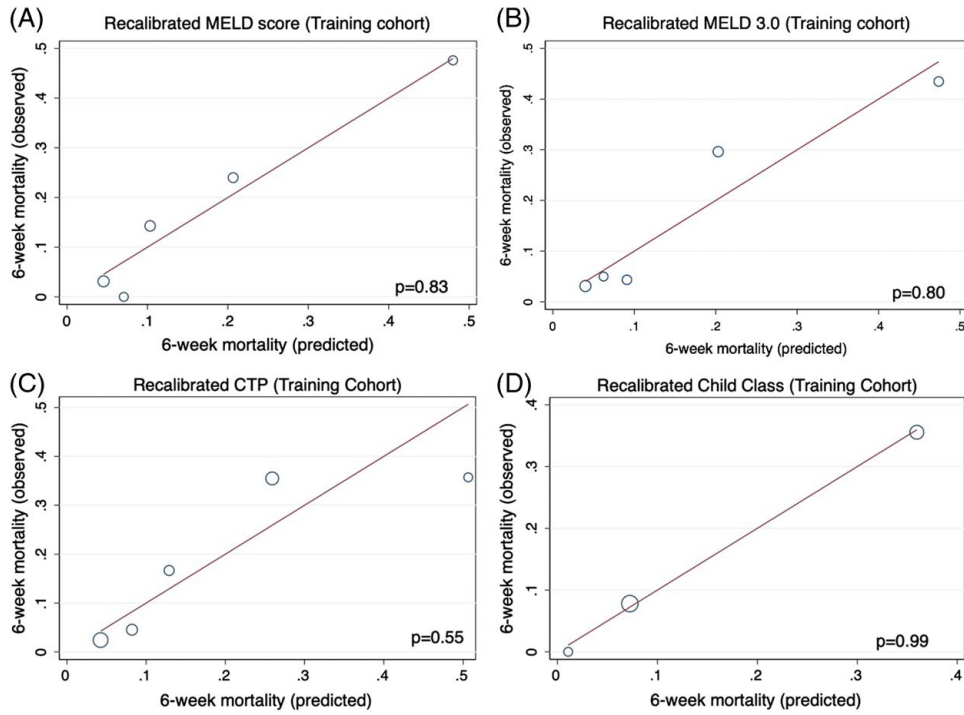 (A)
Recalibrated MELD score (Training cohort)
6-week mortality (observed)
.5
.4
.3
.2
.1
0
p=0.83
0 .1 .2 .3 .4 .5
6-week mortality (predicted)
(B)
Recalibrated MELD 3.0 (Training cohort)
6-week mortality (observed)
.5
.4
.3
.2
.1
0
p=0.80
0 .1 .2 .3 .4 .5
6-week mortality (predicted)
(C)
Recalibrated CTP (Training Cohort)
6-week mortality (observed)
.5
.4
.3
.2
.1
0
p=0.55
0 .1 .2 .3 .4 .5
6-week mortality (predicted)
(D)
Recalibrated Child Class (Training Cohort)
6-week mortality (observed)
.4
.3
.2
.1
0
p=0.99
0 .1 .2 .3 .4
6-week mortality (predicted)